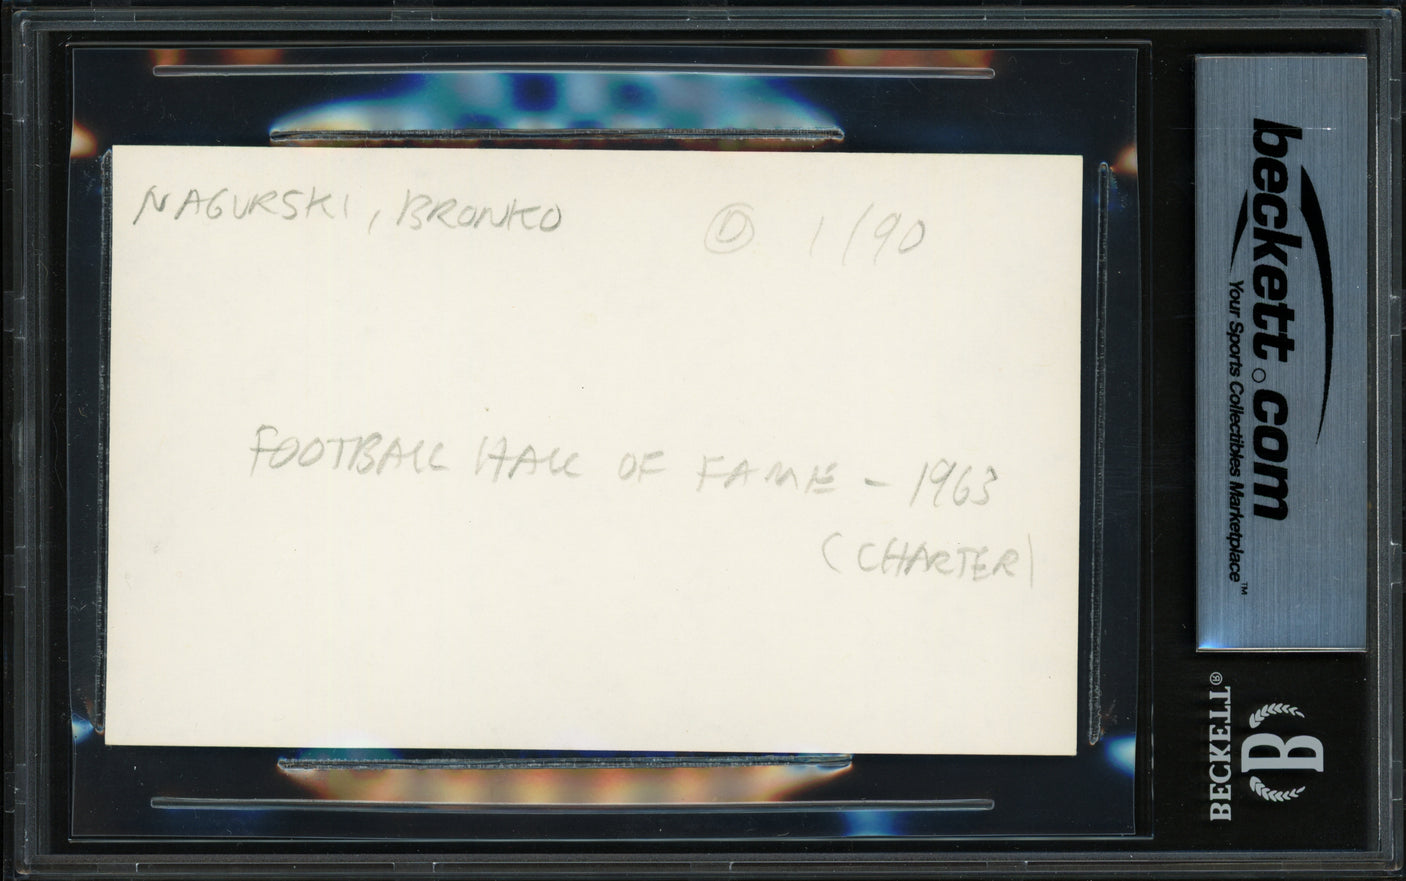 NAGURSKI, BRONKO Ⓓ 1/90
FOOTBALL HALL OF FAME - 1963
(CHARTER)
beckett.com
Your Sports Collectibles Marketplace™
BECKETT®
B